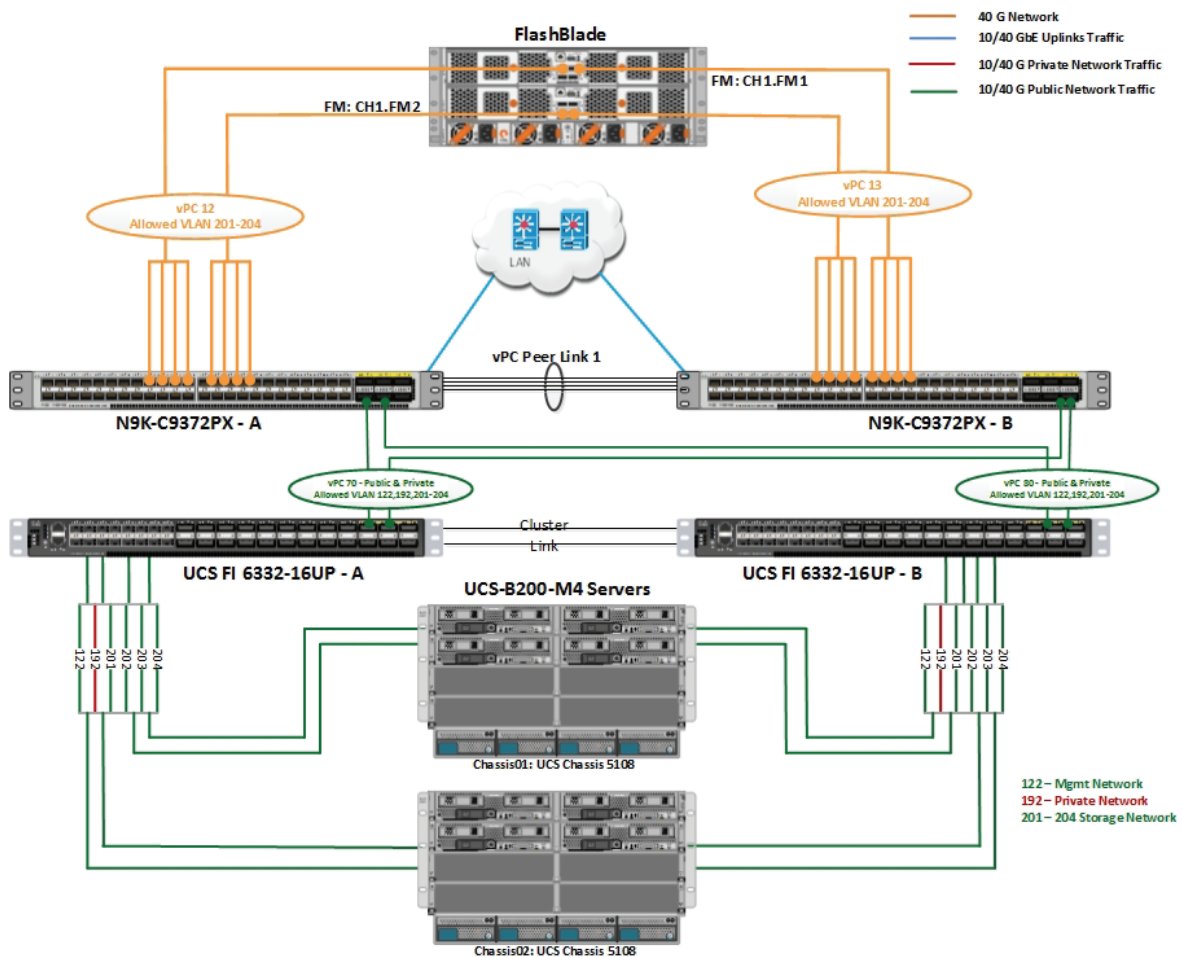 40 G Network
10/40 GbE Uplinks Traffic
10/40 G Private Network Traffic
10/40 G Public Network Traffic
FlashBlade
FM: CH1.FM1
FM: CH1.FM2
vPC 12
Allowed VLAN 201-204
vPC 13
Allowed VLAN 201-204
LAN
vPC Peer Link 1
N9K-C9372PX - A
N9K-C9372PX - B
vPC 70 - Public & Private
Allowed VLAN 122,192,201-204
vPC 80 - Public & Private
Allowed VLAN 122,192,201-204
Cluster
Link
UCS FI 6332-16UP - A
UCS FI 6332-16UP - B
UCS-B200-M4 Servers
122
192
201
202
203
204
122
192
201
202
203
204
Chassis01: UCS Chassis 5108
122 – Mgmt Network
192 – Private Network
201 – 204 Storage Network
Chassis02: UCS Chassis 5108